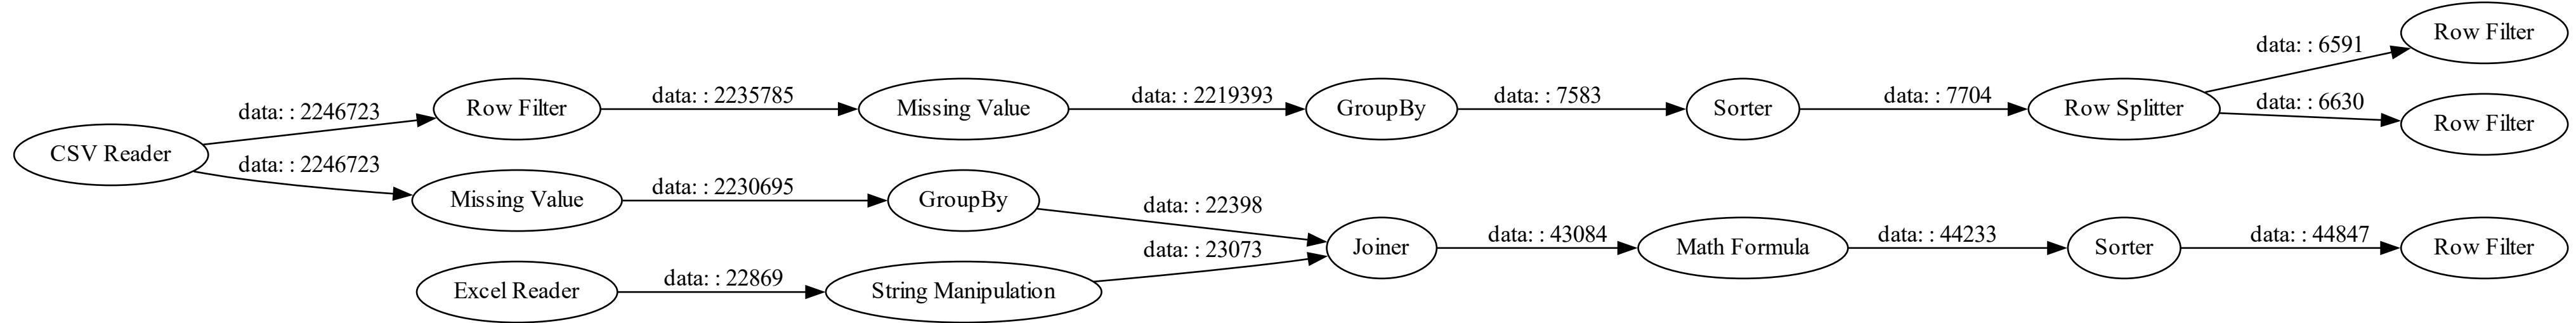 CSV Reader
data: : 2246723
Row Filter
data: : 2235785
Missing Value
data: : 2219393
GroupBy
data: : 7583
Sorter
data: : 7704
Row Splitter
data: : 6591
Row Filter
data: : 6630
Row Filter
data: : 2246723
Missing Value
data: : 2230695
GroupBy
data: : 22398
Excel Reader
data: : 22869
String Manipulation
data: : 23073
Joiner
data: : 43084
Math Formula
data: : 44233
Sorter
data: : 44847
Row Filter